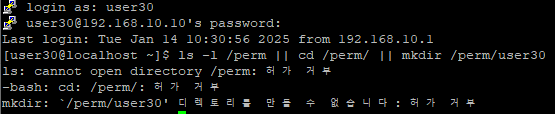 login as: user30
user30@192.168.10.10's password:
Last login: Tue Jan 14 10:30:56 2025 from 192.168.10.1
[user30@localhost ~]$ ls -l /perm || cd /perm/ || mkdir /perm/user30
ls: cannot open directory /perm: 허가 거부
-bash: cd: /perm/: 허가 거부
mkdir: `/perm/user30' 디렉토리를 만들 수 없습니다: 허가 거부